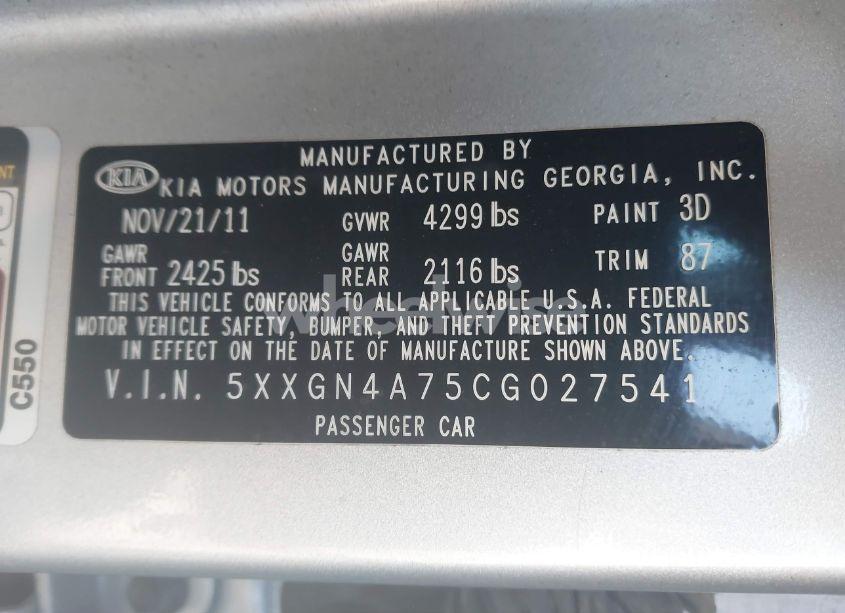 MANUFACTURED BY
KIA KIA MOTORS MANUFACTURING GEORGIA, INC.
NOV/21/11 GVWR 4299 lbs PAINT 3D
GAWR FRONT 2425 lbs GAWR REAR 2116 lbs TRIM 87
THIS VEHICLE CONFORMS TO ALL APPLICABLE U.S.A. FEDERAL
MOTOR VEHICLE SAFETY, BUMPER, AND THEFT PREVENTION STANDARDS
IN EFFECT ON THE DATE OF MANUFACTURE SHOWN ABOVE.
V.I.N. 5XXGN4A75CG027541
PASSENGER CAR
C550